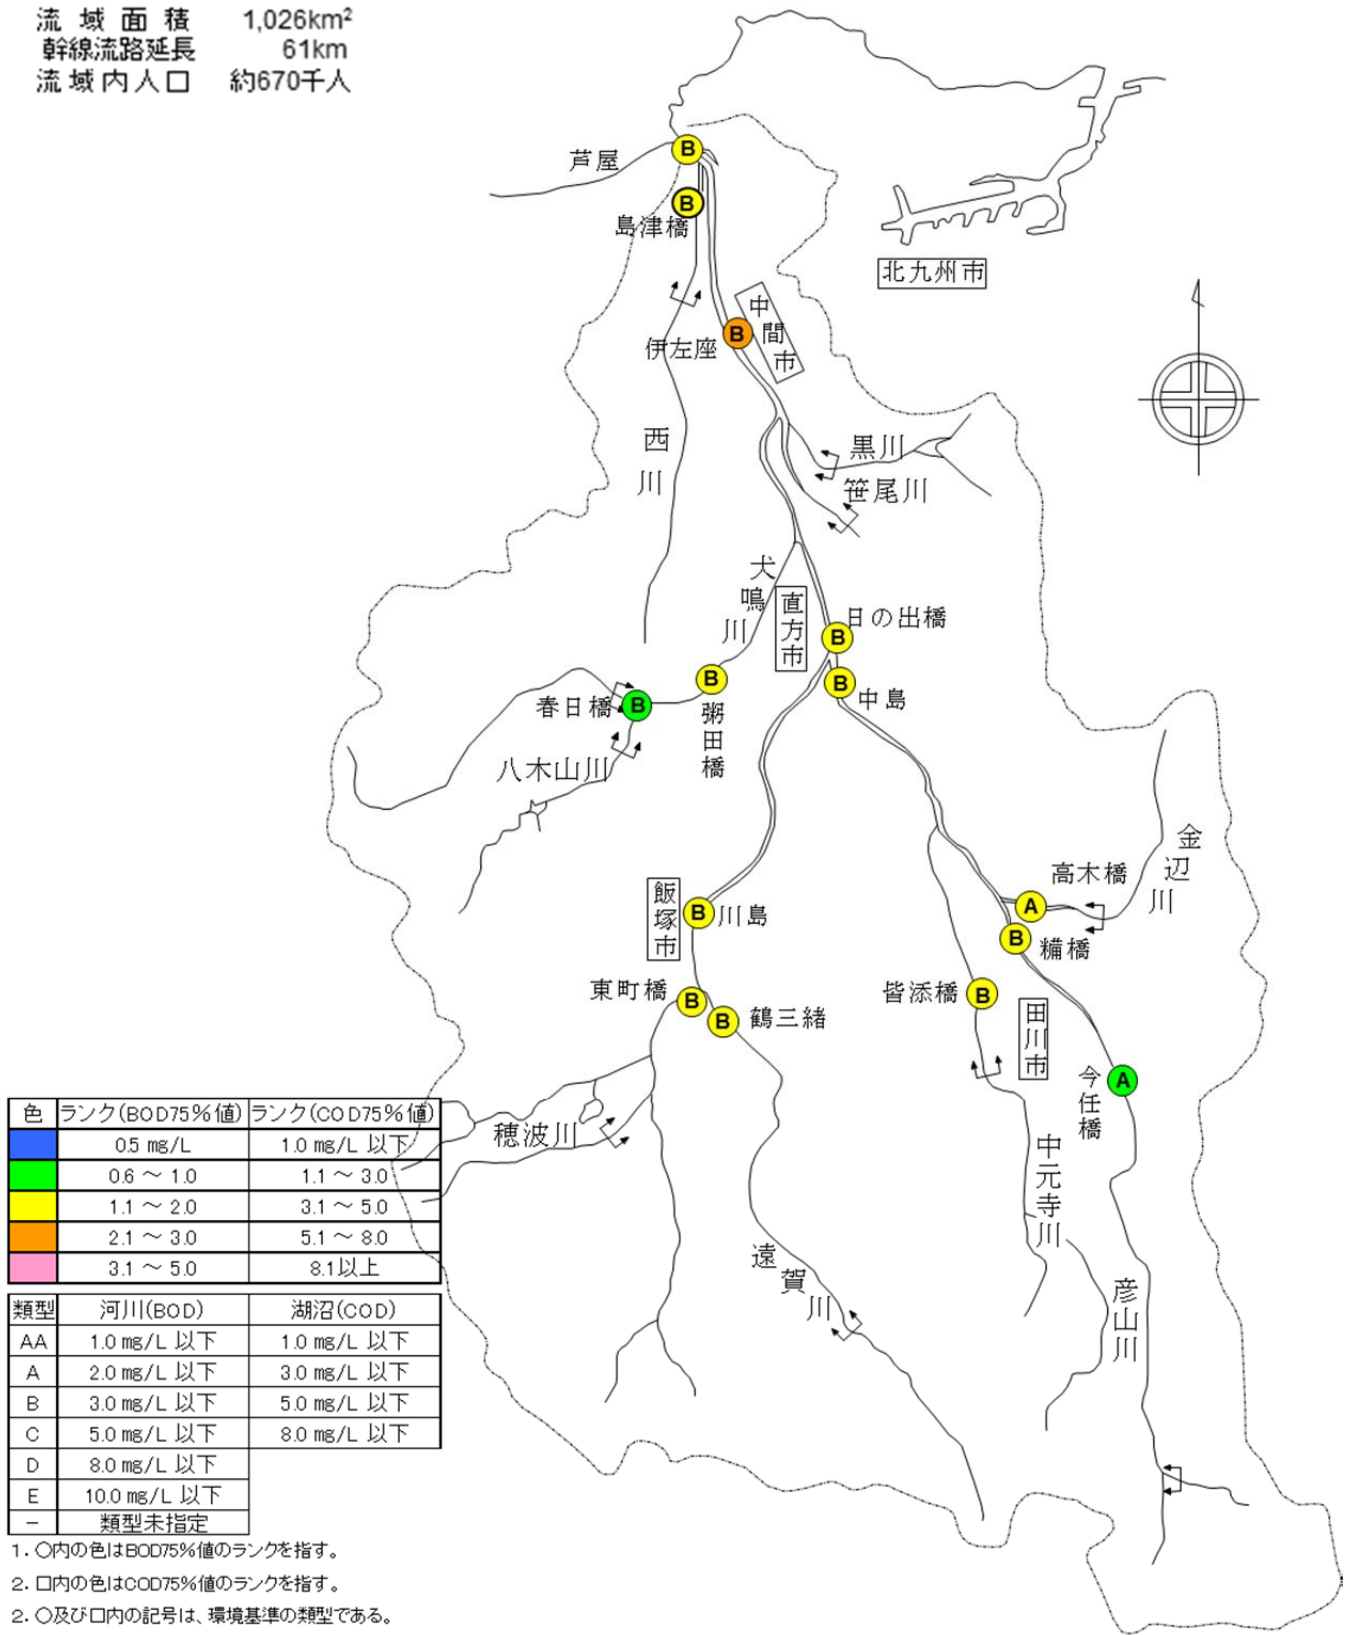 流域面積 1,026km²
幹線流路延長 61km
流域内人口 約670千人
芦屋
B
B
島津橋
北九州市
中間市
B
伊左座
西川
黒川
笹尾川
犬鳴川
直方市
日の出橋
B
B
中島
B
粥田橋
春日橋
B
八木山川
金辺川
高木橋
A
飯塚市
B
川島
B
糒橋
東町橋
B
B
鶴三緒
皆添橋
B
田川市
今任橋
A
穂波川
中元寺川
遠賀川
彦山川
色 ランク(BOD75%値) ランク(COD75%値)
0.5 mg/L 1.0 mg/L 以下
0.6 ~ 1.0 1.1 ~ 3.0
1.1 ~ 2.0 3.1 ~ 5.0
2.1 ~ 3.0 5.1 ~ 8.0
3.1 ~ 5.0 8.1以上
類型 河川(BOD) 湖沼(COD)
AA 1.0 mg/L 以下 1.0 mg/L 以下
A 2.0 mg/L 以下 3.0 mg/L 以下
B 3.0 mg/L 以下 5.0 mg/L 以下
C 5.0 mg/L 以下 8.0 mg/L 以下
D 8.0 mg/L 以下
E 10.0 mg/L 以下
− 類型未指定
1. ○内の色はBOD75%値のランクを指す。
2. □内の色はCOD75%値のランクを指す。
2. ○及び□内の記号は、環境基準の類型である。